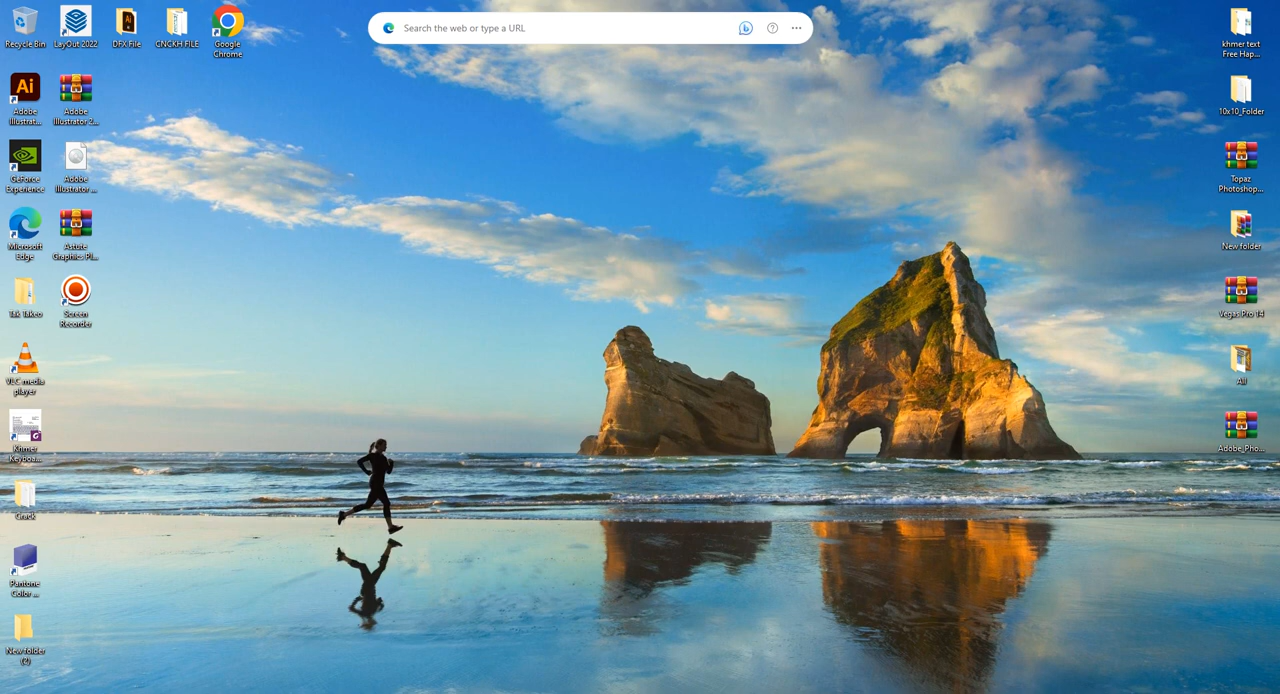 Search the web or type a URL
Recycle Bin
LayOut 2022
DFX File
CNCKH FILE
Google
Chrome
Adobe
Illustrat...
Adobe
Illustrator 2...
GeForce
Experience
Adobe
Illustrator ...
Microsoft
Edge
Astute
Graphics Pl...
Tak Takeo
Screen
Recorder
VLC media
player
Khmer
Keyboa...
Crack
Pantone
Color ...
New folder
(2)
khmer text
Free Hap...
10x10_Folder
Topaz
Photoshop...
New folder
Vegas Pro 14
All
Adobe_Pho...